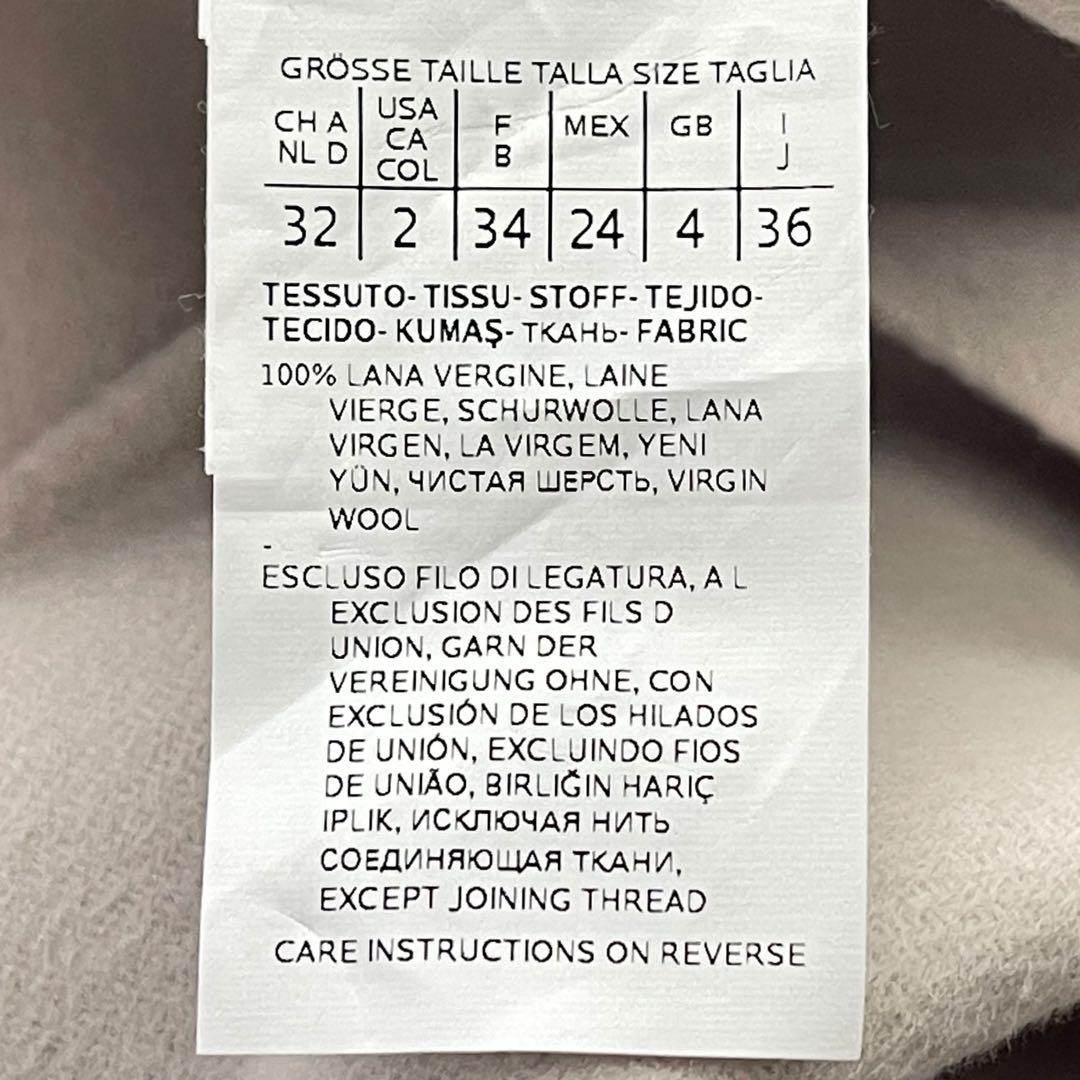 GRÖSSE TAILLE TALLA SIZE TAGLIA
CH A NL D | USA CA COL | F B | MEX | GB | I J
32 | 2 | 34 | 24 | 4 | 36
TESSUTO- TISSU- STOFF- TEJIDO-
TECIDO- KUMAŞ- ТКАНЬ- FABRIC
100% LANA VERGINE, LAINE
VIERGE, SCHURWOLLE, LANA
VIRGEN, LA VIRGEM, YENI
YÜN, ЧИСТАЯ ШЕРСТЬ, VIRGIN
WOOL
-
ESCLUSO FILO DI LEGATURA, A L
EXCLUSION DES FILS D
UNION, GARN DER
VEREINIGUNG OHNE, CON
EXCLUSIÓN DE LOS HILADOS
DE UNIÓN, EXCLUINDO FIOS
DE UNIÃO, BIRLIĞIN HARIÇ
IPLIK, ИСКЛЮЧАЯ НИТЬ
СОЕДИНЯЮЩАЯ ТКАНИ,
EXCEPT JOINING THREAD
CARE INSTRUCTIONS ON REVERSE